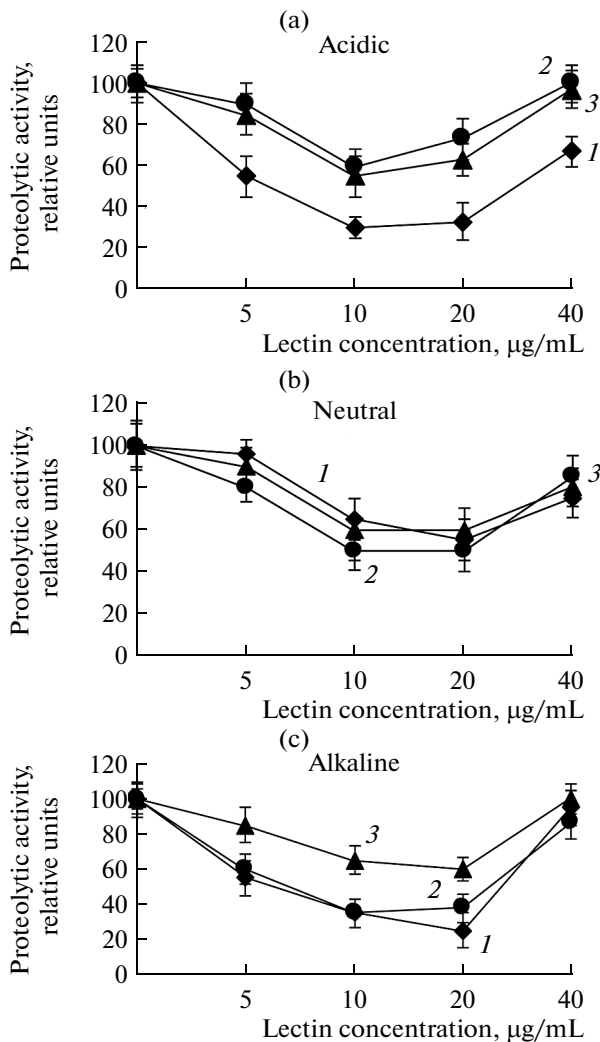 (a)
Acidic
Proteolytic activity,
relative units
120
100
80
60
40
20
0
2
3
1
5 10 20 40
Lectin concentration, µg/mL
(b)
Neutral
Proteolytic activity,
relative units
120
100
80
60
40
20
0
1
3
2
5 10 20 40
Lectin concentration, µg/mL
(c)
Alkaline
Proteolytic activity,
relative units
120
100
80
60
40
20
0
3
2
1
5 10 20 40
Lectin concentration, µg/mL